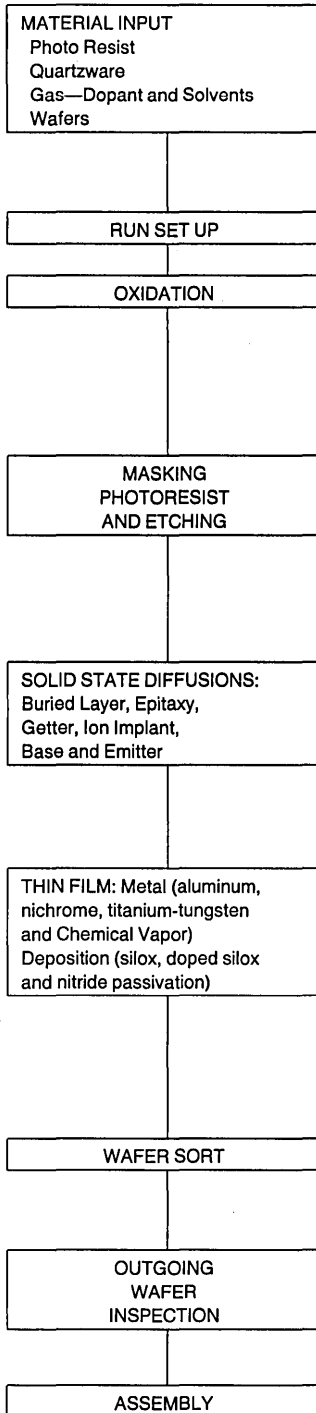 MATERIAL INPUT
Photo Resist
Quartzware
Gas—Dopant and Solvents
Wafers
RUN SET UP
OXIDATION
MASKING
PHOTORESIST
AND ETCHING
SOLID STATE DIFFUSIONS:
Buried Layer, Epitaxy,
Getter, Ion Implant,
Base and Emitter
THIN FILM: Metal (aluminum,
nichrome, titanium-tungsten
and Chemical Vapor)
Deposition (silox, doped silox
and nitride passivation)
WAFER SORT
OUTGOING
WAFER
INSPECTION
ASSEMBLY